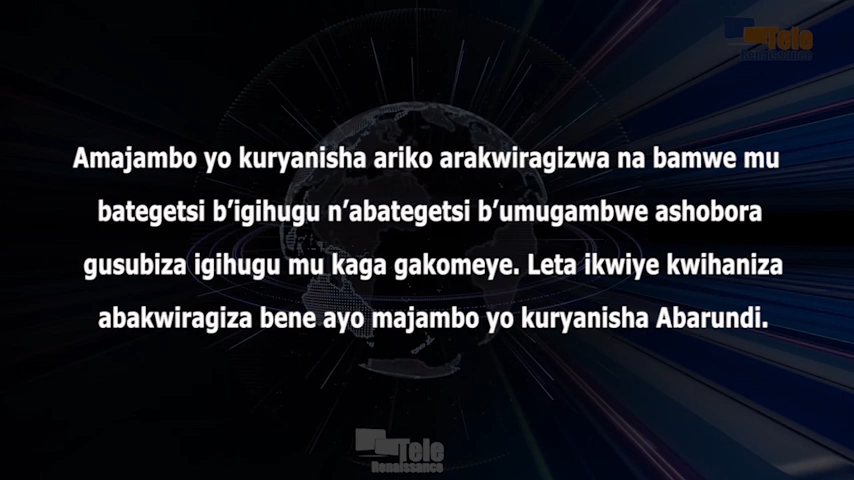 Tele
Renaissance
Amajambo yo kuryanisha ariko arakwiragizwa na bamwe mu
bategetsi b’igihugu n’abategetsi b’umugambwe ashobora
gusubiza igihugu mu kaga gakomeye. Leta ikwiye kwihaniza
abakwiragiza bene ayo majambo yo kuryanisha Abarundi.
Tele
Renaissance